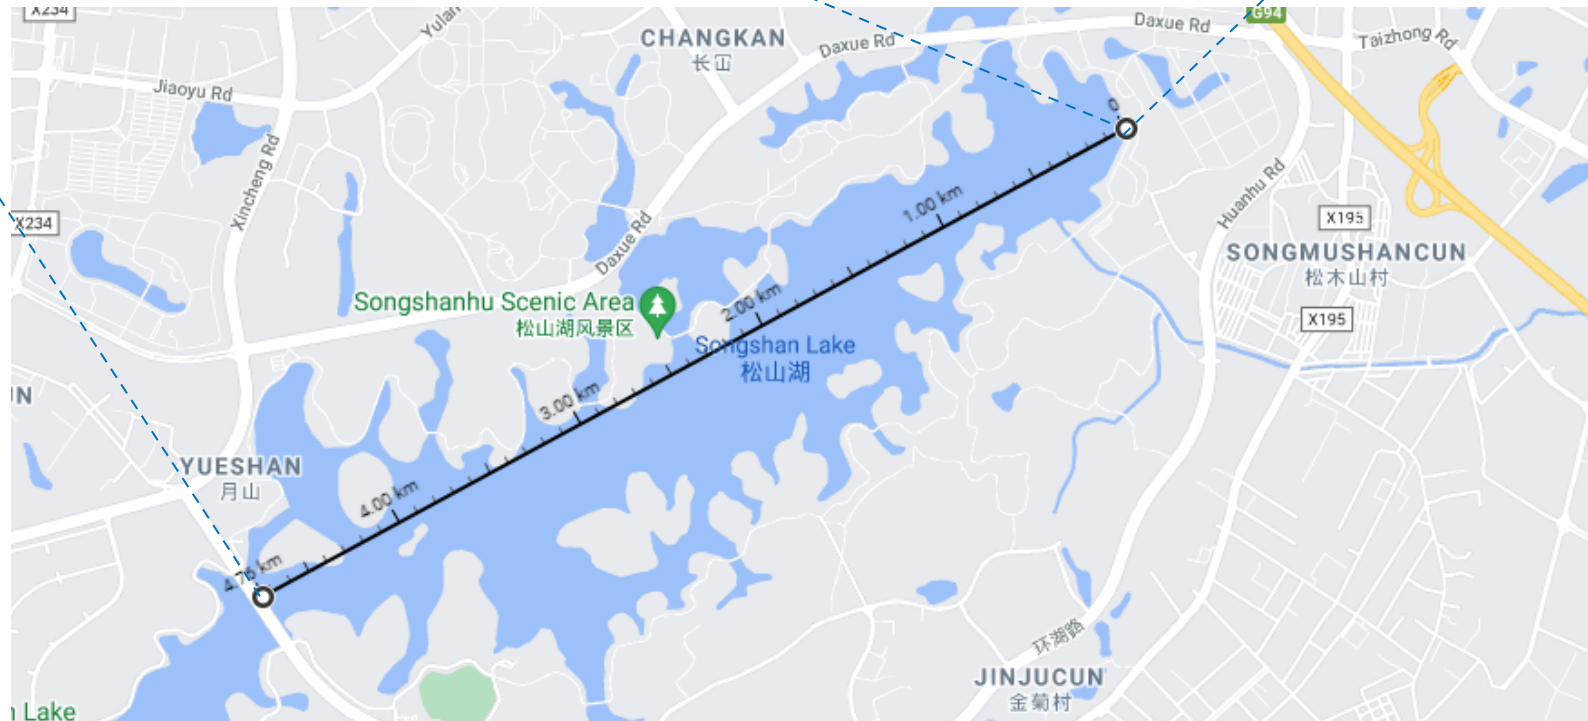 X234
Yulan
CHANGKAN
长冚
Daxue Rd
Daxue Rd
G94
Taizhong Rd
Jiaoyu Rd
0
Xincheng Rd
X234
Daxue Rd
1.00 km
Huanhu Rd
X195
SONGMUSHANCUN
松木山村
X195
Songshanhu Scenic Area
松山湖风景区
2.00 km
Songshan Lake
松山湖
3.00 km
YUESHAN
月山
4.00 km
4.75 km
环湖路
JINJUCUN
金菊村
Lake